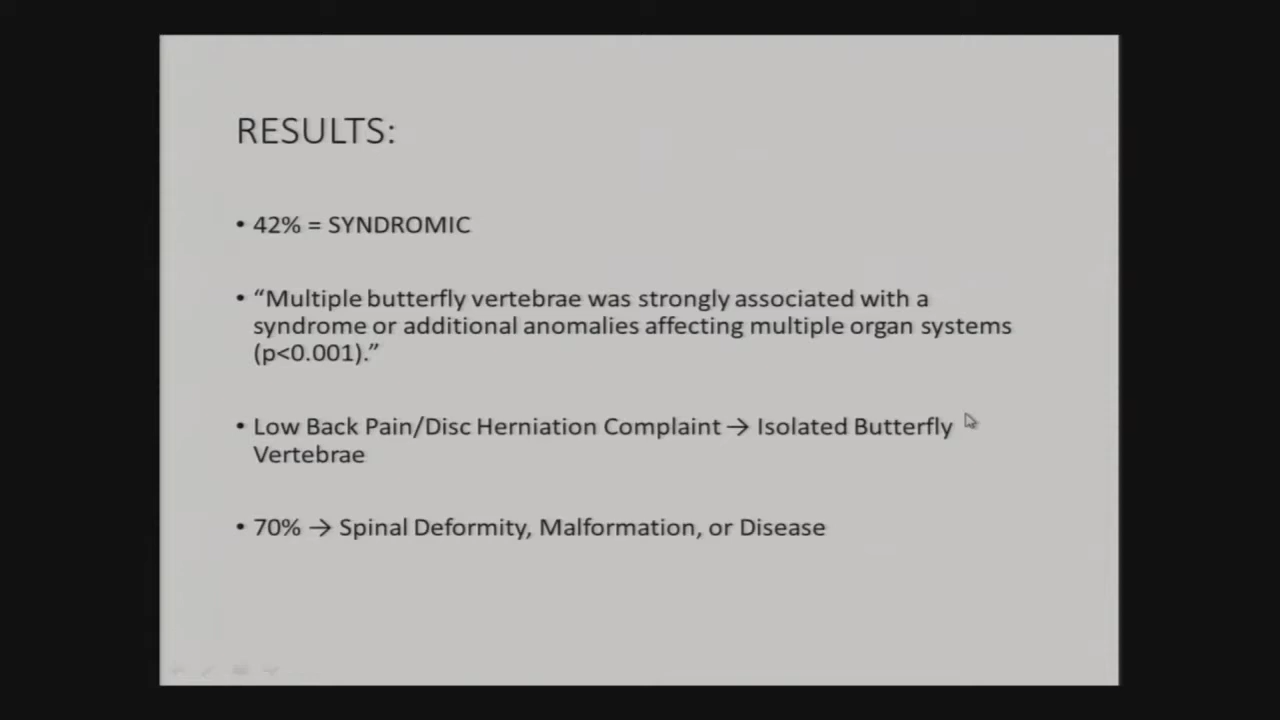 RESULTS:
• 42% = SYNDROMIC
• “Multiple butterfly vertebrae was strongly associated with a
syndrome or additional anomalies affecting multiple organ systems
(p<0.001).”
• Low Back Pain/Disc Herniation Complaint → Isolated Butterfly
Vertebrae
• 70% → Spinal Deformity, Malformation, or Disease